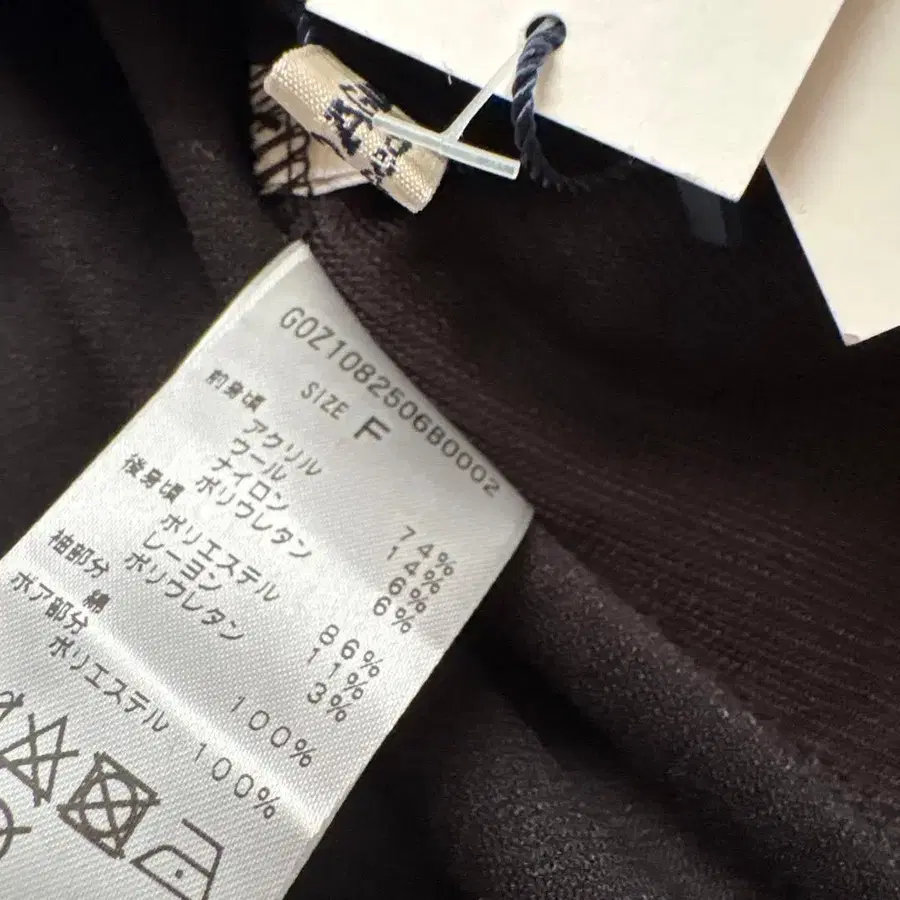 GOZ1082506B0002
SIZE F
前身頃
アクリル 74%
ウール 14%
ナイロン 6%
ポリウレタン 6%
後身頃
ポリエステル 86%
レーヨン 11%
ポリウレタン 3%
袖部分
綿 100%
ボア部分
ポリエステル 100%